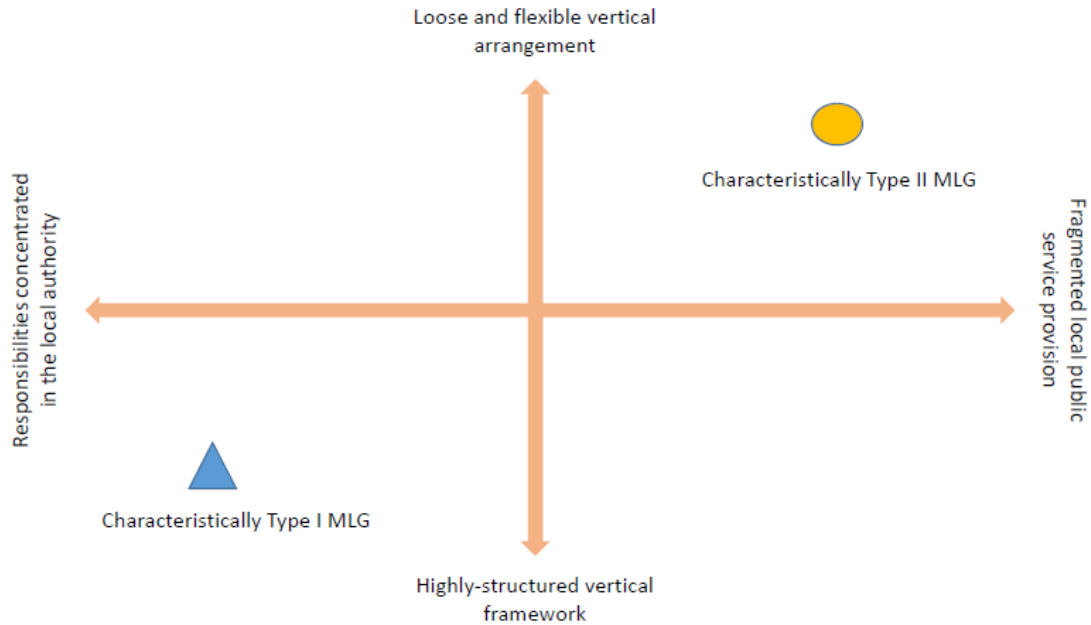 Loose and flexible vertical
arrangement
Characteristically Type II MLG
Responsibilities concentrated
in the local authority
Fragmented local public
service provision
Characteristically Type I MLG
Highly-structured vertical
framework